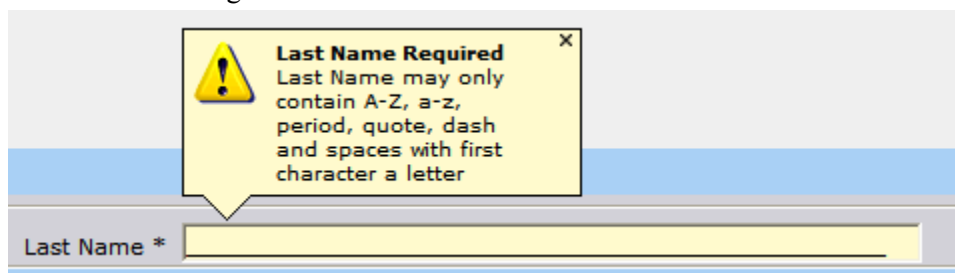 Last Name Required
Last Name may only
contain A-Z, a-z,
period, quote, dash
and spaces with first
character a letter
Last Name *